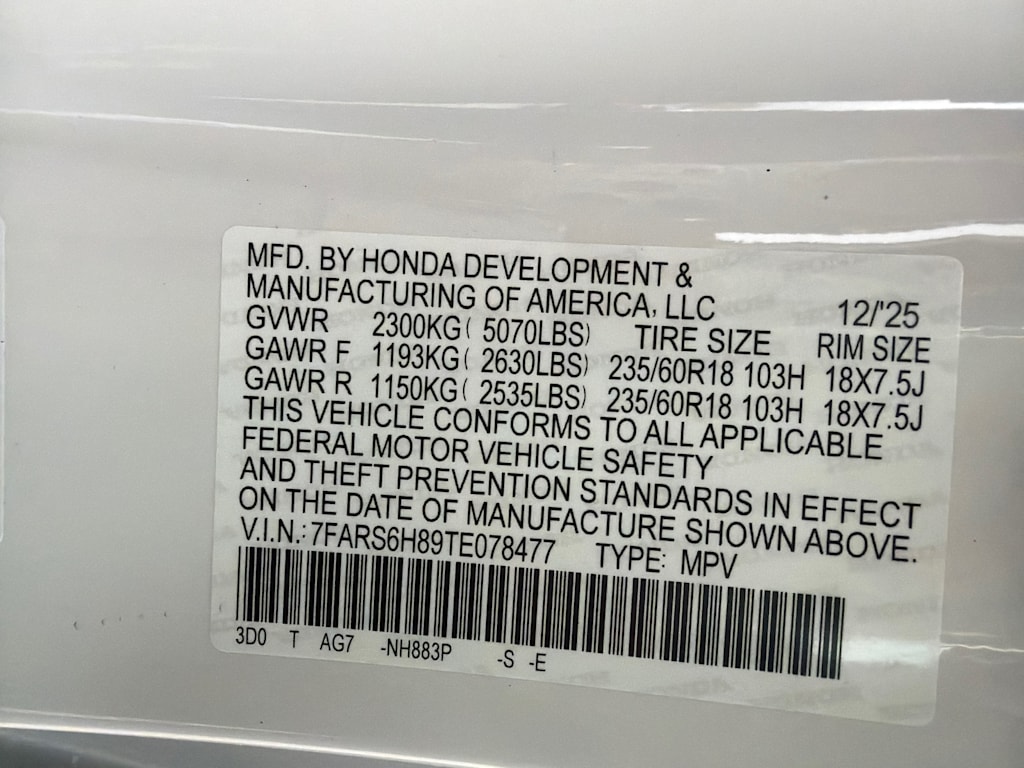 MFD. BY HONDA DEVELOPMENT &
MANUFACTURING OF AMERICA, LLC 12/'25
GVWR 2300KG ( 5070LBS) TIRE SIZE RIM SIZE
GAWR F 1193KG ( 2630LBS) 235/60R18 103H 18X7.5J
GAWR R 1150KG ( 2535LBS) 235/60R18 103H 18X7.5J
THIS VEHICLE CONFORMS TO ALL APPLICABLE
FEDERAL MOTOR VEHICLE SAFETY
AND THEFT PREVENTION STANDARDS IN EFFECT
ON THE DATE OF MANUFACTURE SHOWN ABOVE.
V.I.N.: 7FARS6H89TE078477 TYPE: MPV
3D0 T AG7 -NH883P -S -E